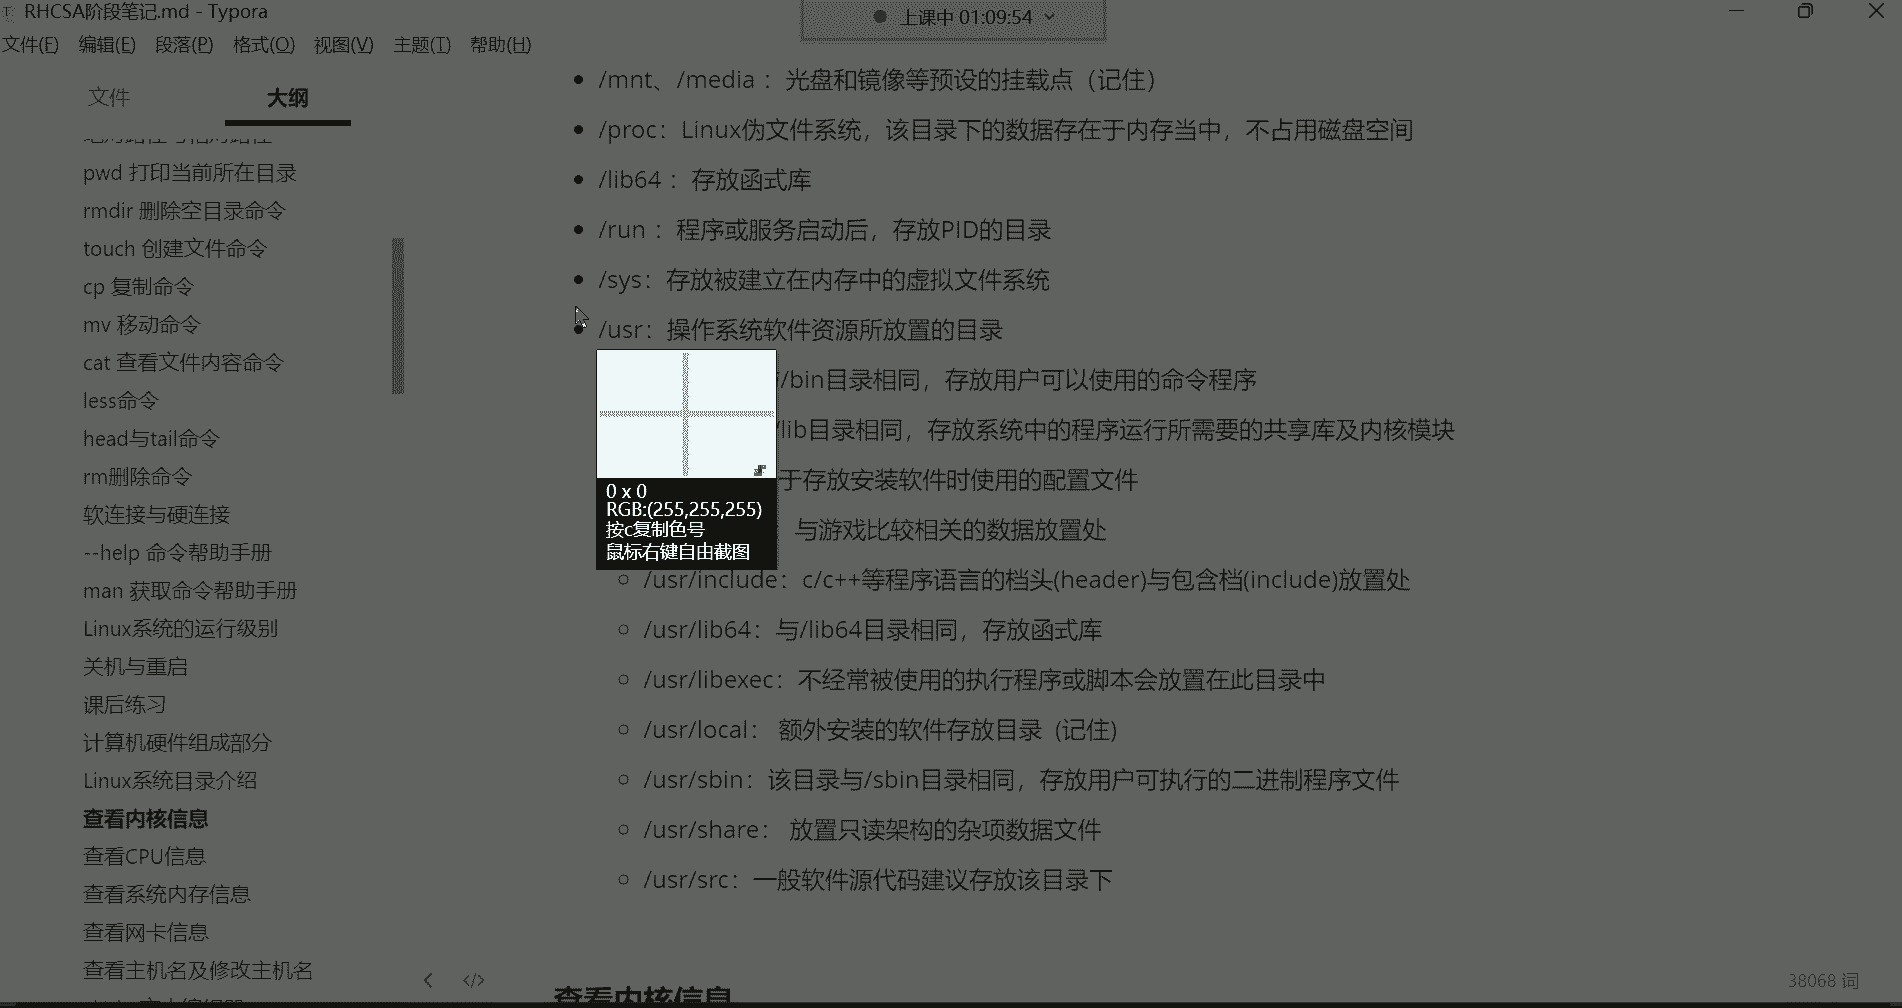 RHCSA阶段笔记.md - Typora
上课中 01:09:54
文件(F) 编辑(E) 段落(P) 格式(O) 视图(V) 主题(T) 帮助(H)
文件 大纲
pwd 打印当前所在目录
rmdir 删除空目录命令
touch 创建文件命令
cp 复制命令
mv 移动命令
cat 查看文件内容命令
less命令
head与tail命令
rm删除命令
软连接与硬连接
--help 命令帮助手册
man 获取命令帮助手册
Linux系统的运行级别
关机与重启
课后练习
计算机硬件组成部分
Linux系统目录介绍
查看内核信息
查看CPU信息
查看系统内存信息
查看网卡信息
查看主机名及修改主机名
/mnt、/media ：光盘和镜像等预设的挂载点（记住）
/proc：Linux伪文件系统，该目录下的数据存在于内存当中，不占用磁盘空间
/lib64 ：存放函式库
/run ：程序或服务启动后，存放PID的目录
/sys：存放被建立在内存中的虚拟文件系统
/usr：操作系统软件资源所放置的目录
/bin目录相同，存放用户可以使用的命令程序
/lib目录相同，存放系统中的程序运行所需要的共享库及内核模块
于存放安装软件时使用的配置文件
与游戏比较相关的数据放置处
/usr/include：c/c++等程序语言的档头(header)与包含档(include)放置处
/usr/lib64：与/lib64目录相同，存放函式库
/usr/libexec：不经常被使用的执行程序或脚本会放置在此目录中
/usr/local： 额外安装的软件存放目录（记住）
/usr/sbin：该目录与/sbin目录相同，存放用户可执行的二进制程序文件
/usr/share： 放置只读架构的杂项数据文件
/usr/src：一般软件源代码建议存放该目录下
0 x 0
RGB:(255,255,255)
按c复制色号
鼠标右键自由截图
查看内核信息
38068 词